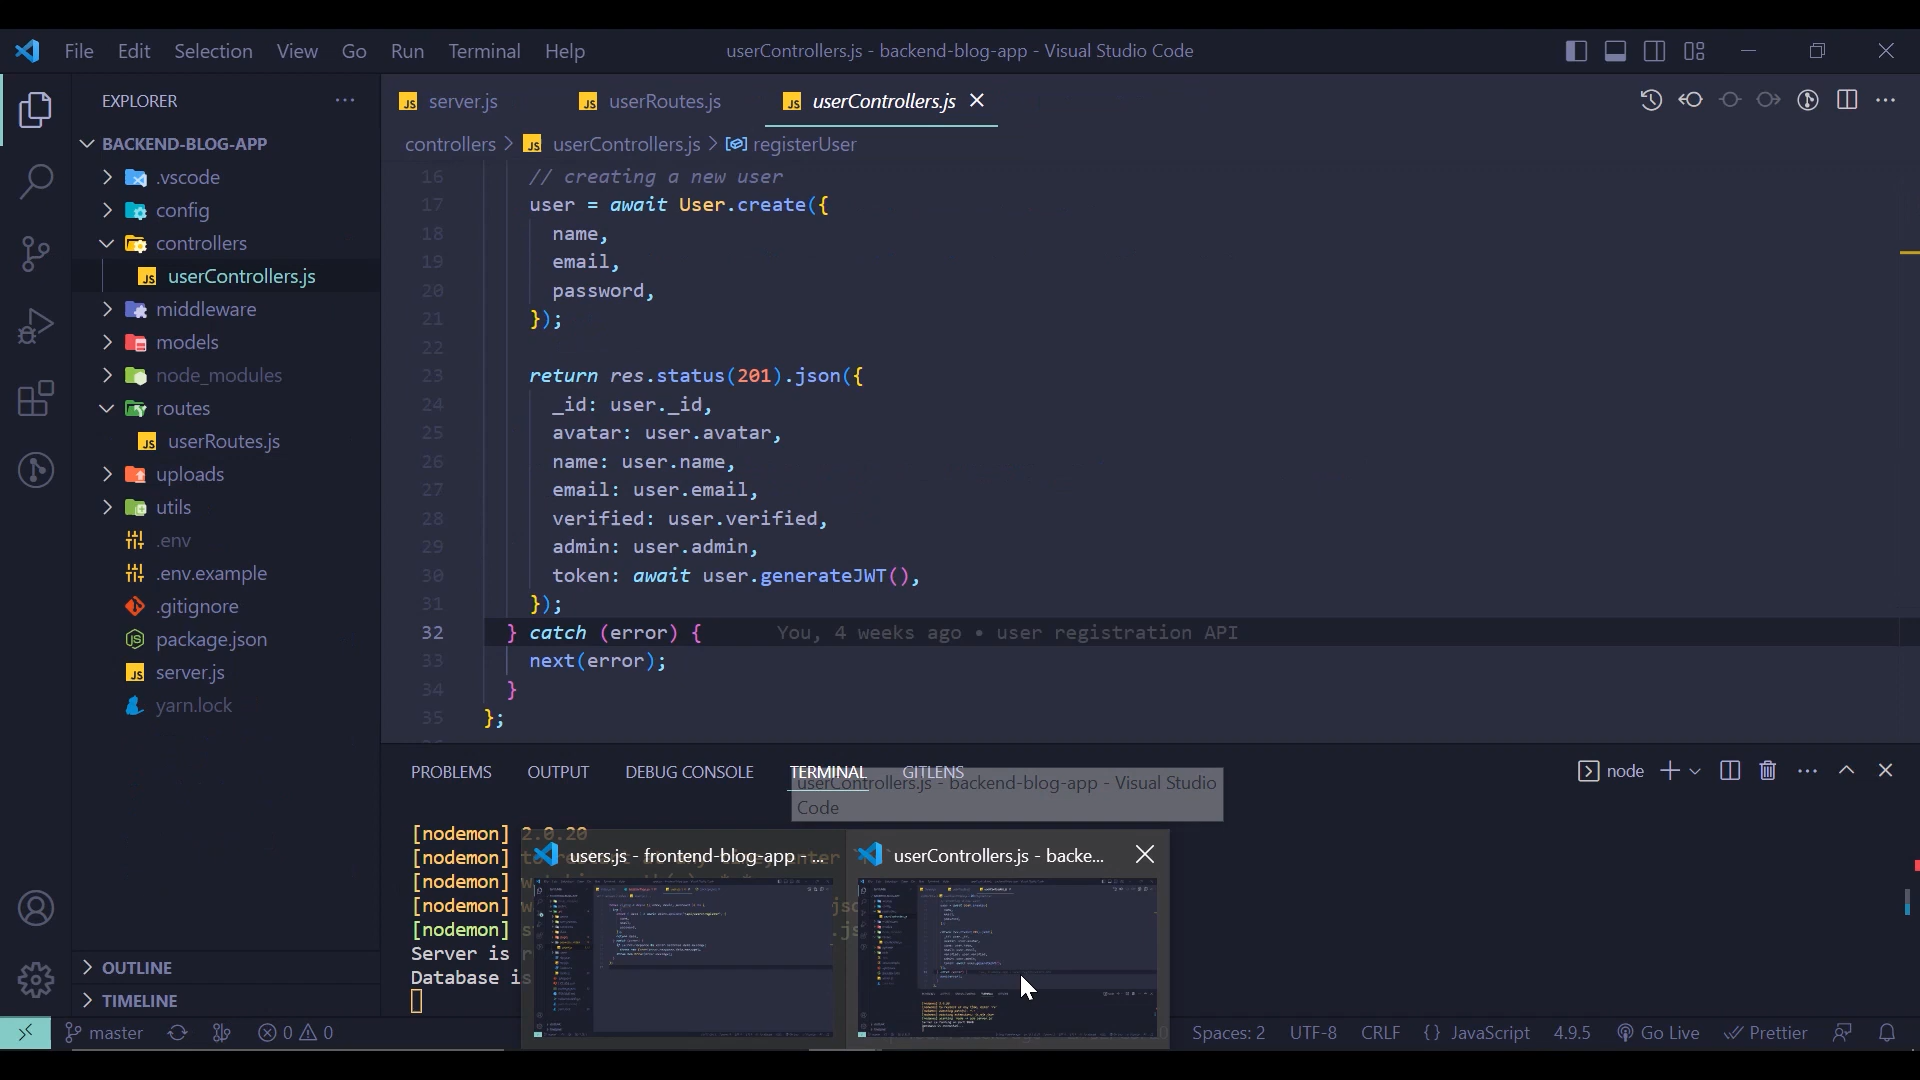 File Edit Selection View Go Run Terminal Help
userControllers.js - backend-blog-app - Visual Studio Code
EXPLORER
BACKEND-BLOG-APP
.vscode
config
controllers
userControllers.js
middleware
models
node_modules
routes
userRoutes.js
uploads
utils
.env
.env.example
.gitignore
package.json
server.js
yarn.lock
OUTLINE
TIMELINE
server.js userRoutes.js userControllers.js
controllers > userControllers.js > registerUser
16 // creating a new user
17 user = await User.create({
18 name,
19 email,
20 password,
21 });
22
23 return res.status(201).json({
24 _id: user._id,
25 avatar: user.avatar,
26 name: user.name,
27 email: user.email,
28 verified: user.verified,
29 admin: user.admin,
30 token: await user.generateJWT(),
31 });
32 } catch (error) { You, 4 weeks ago • user registration API
33 next(error);
34 }
35 };
PROBLEMS OUTPUT DEBUG CONSOLE TERMINAL GITLENS
node
userControllers.js - backend-blog-app - Visual Studio
Code
[nodemon] 2.0.20
[nodemon]
[nodemon]
[nodemon]
[nodemon]
Server is
Database is
users.js - frontend-blog-app - ...
userControllers.js - backe...
master 0 0 Spaces: 2 UTF-8 CRLF {} JavaScript 4.9.5 Go Live Prettier